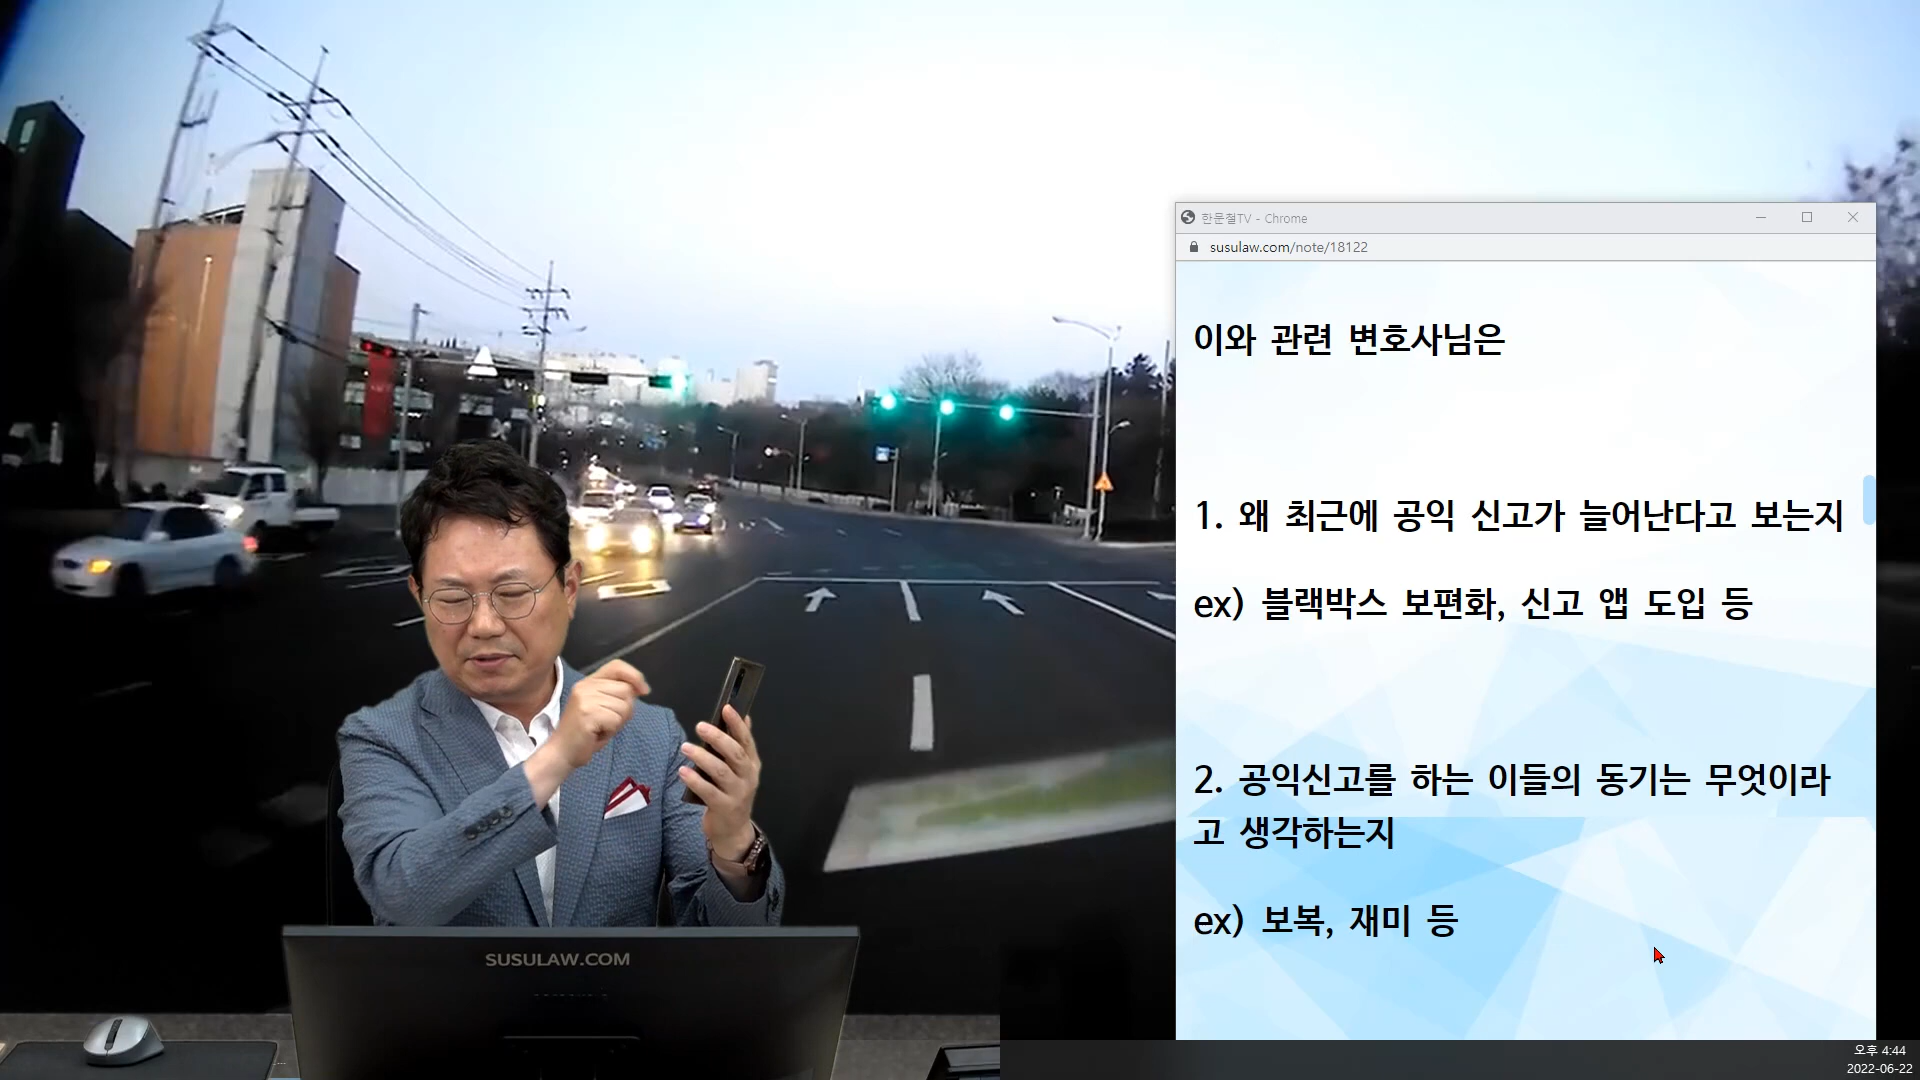 한문철TV - Chrome
susulaw.com/note/18122
이와 관련 변호사님은
1. 왜 최근에 공익 신고가 늘어난다고 보는지
ex) 블랙박스 보편화, 신고 앱 도입 등
2. 공익신고를 하는 이들의 동기는 무엇이라
고 생각하는지
ex) 보복, 재미 등
SUSULAW.COM
오후 4:44
2022-06-22